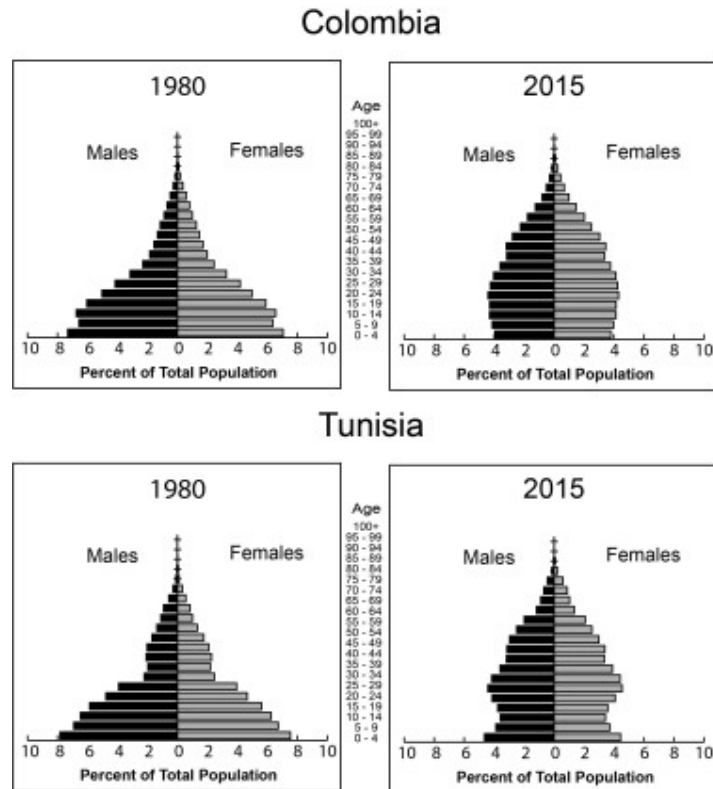 Colombia
1980
2015
Males
Females
Age
100+
95 - 99
90 - 94
85 - 89
80 - 84
75 - 79
70 - 74
65 - 69
60 - 64
55 - 59
50 - 54
45 - 49
40 - 44
35 - 39
30 - 34
25 - 29
20 - 24
15 - 19
10 - 14
5 - 9
0 - 4
Males
Females
10 8 6 4 2 0 2 4 6 8 10
Percent of Total Population
10 8 6 4 2 0 2 4 6 8 10
Percent of Total Population
Tunisia
1980
2015
Males
Females
Age
100+
95 - 99
90 - 94
85 - 89
80 - 84
75 - 79
70 - 74
65 - 69
60 - 64
55 - 59
50 - 54
45 - 49
40 - 44
35 - 39
30 - 34
25 - 29
20 - 24
15 - 19
10 - 14
5 - 9
0 - 4
Males
Females
10 8 6 4 2 0 2 4 6 8 10
Percent of Total Population
10 8 6 4 2 0 2 4 6 8 10
Percent of Total Population